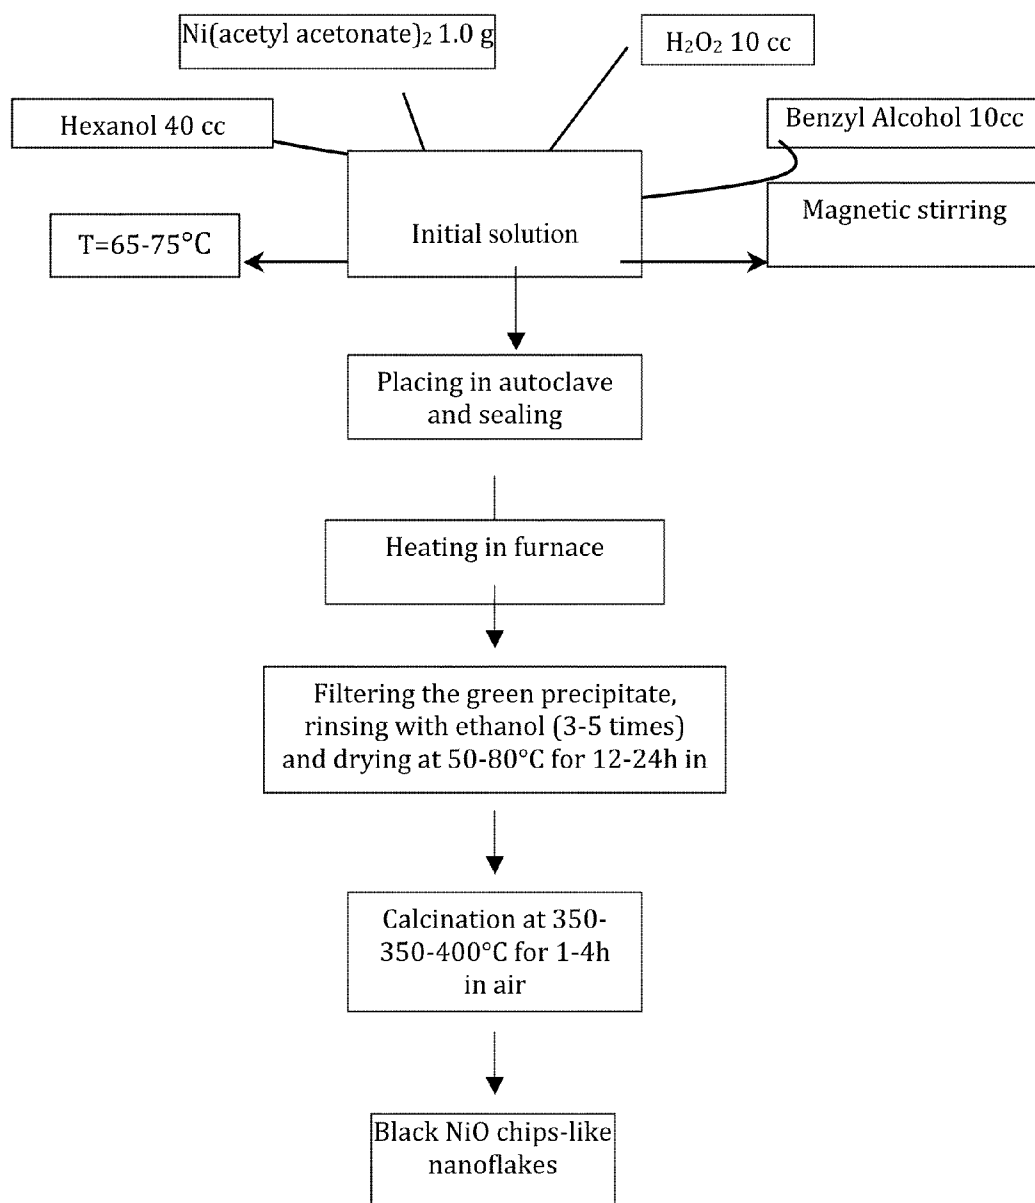 Ni(acetyl acetonate)₂ 1.0 g
H₂O₂ 10 cc
Hexanol 40 cc
Benzyl Alcohol 10cc
Initial solution
T=65-75°C
Magnetic stirring
Placing in autoclave
and sealing
Heating in furnace
Filtering the green precipitate,
rinsing with ethanol (3-5 times)
and drying at 50-80°C for 12-24h in
Calcination at 350-
350-400°C for 1-4h
in air
Black NiO chips-like
nanoflakes